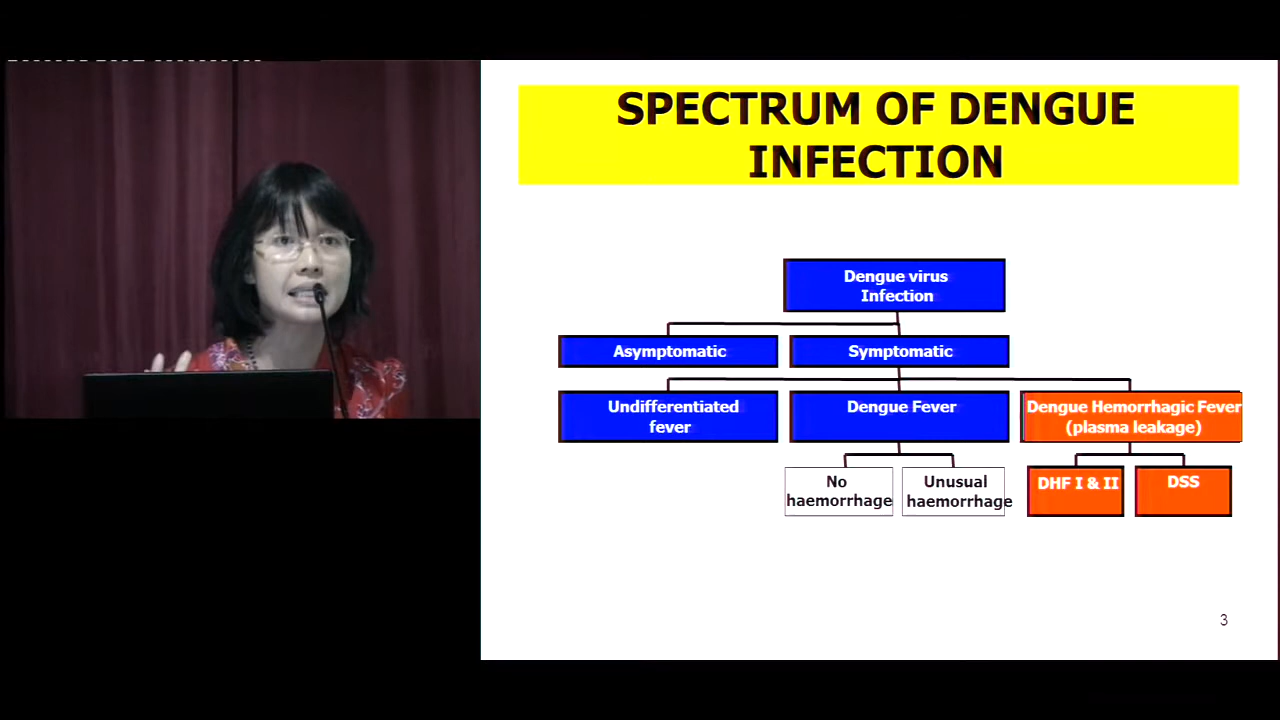 SPECTRUM OF DENGUE
INFECTION
Dengue virus
Infection
Asymptomatic
Symptomatic
Undifferentiated
fever
Dengue Fever
Dengue Hemorrhagic Fever
(plasma leakage)
No
haemorrhage
Unusual
haemorrhage
DHF I & II
DSS
3